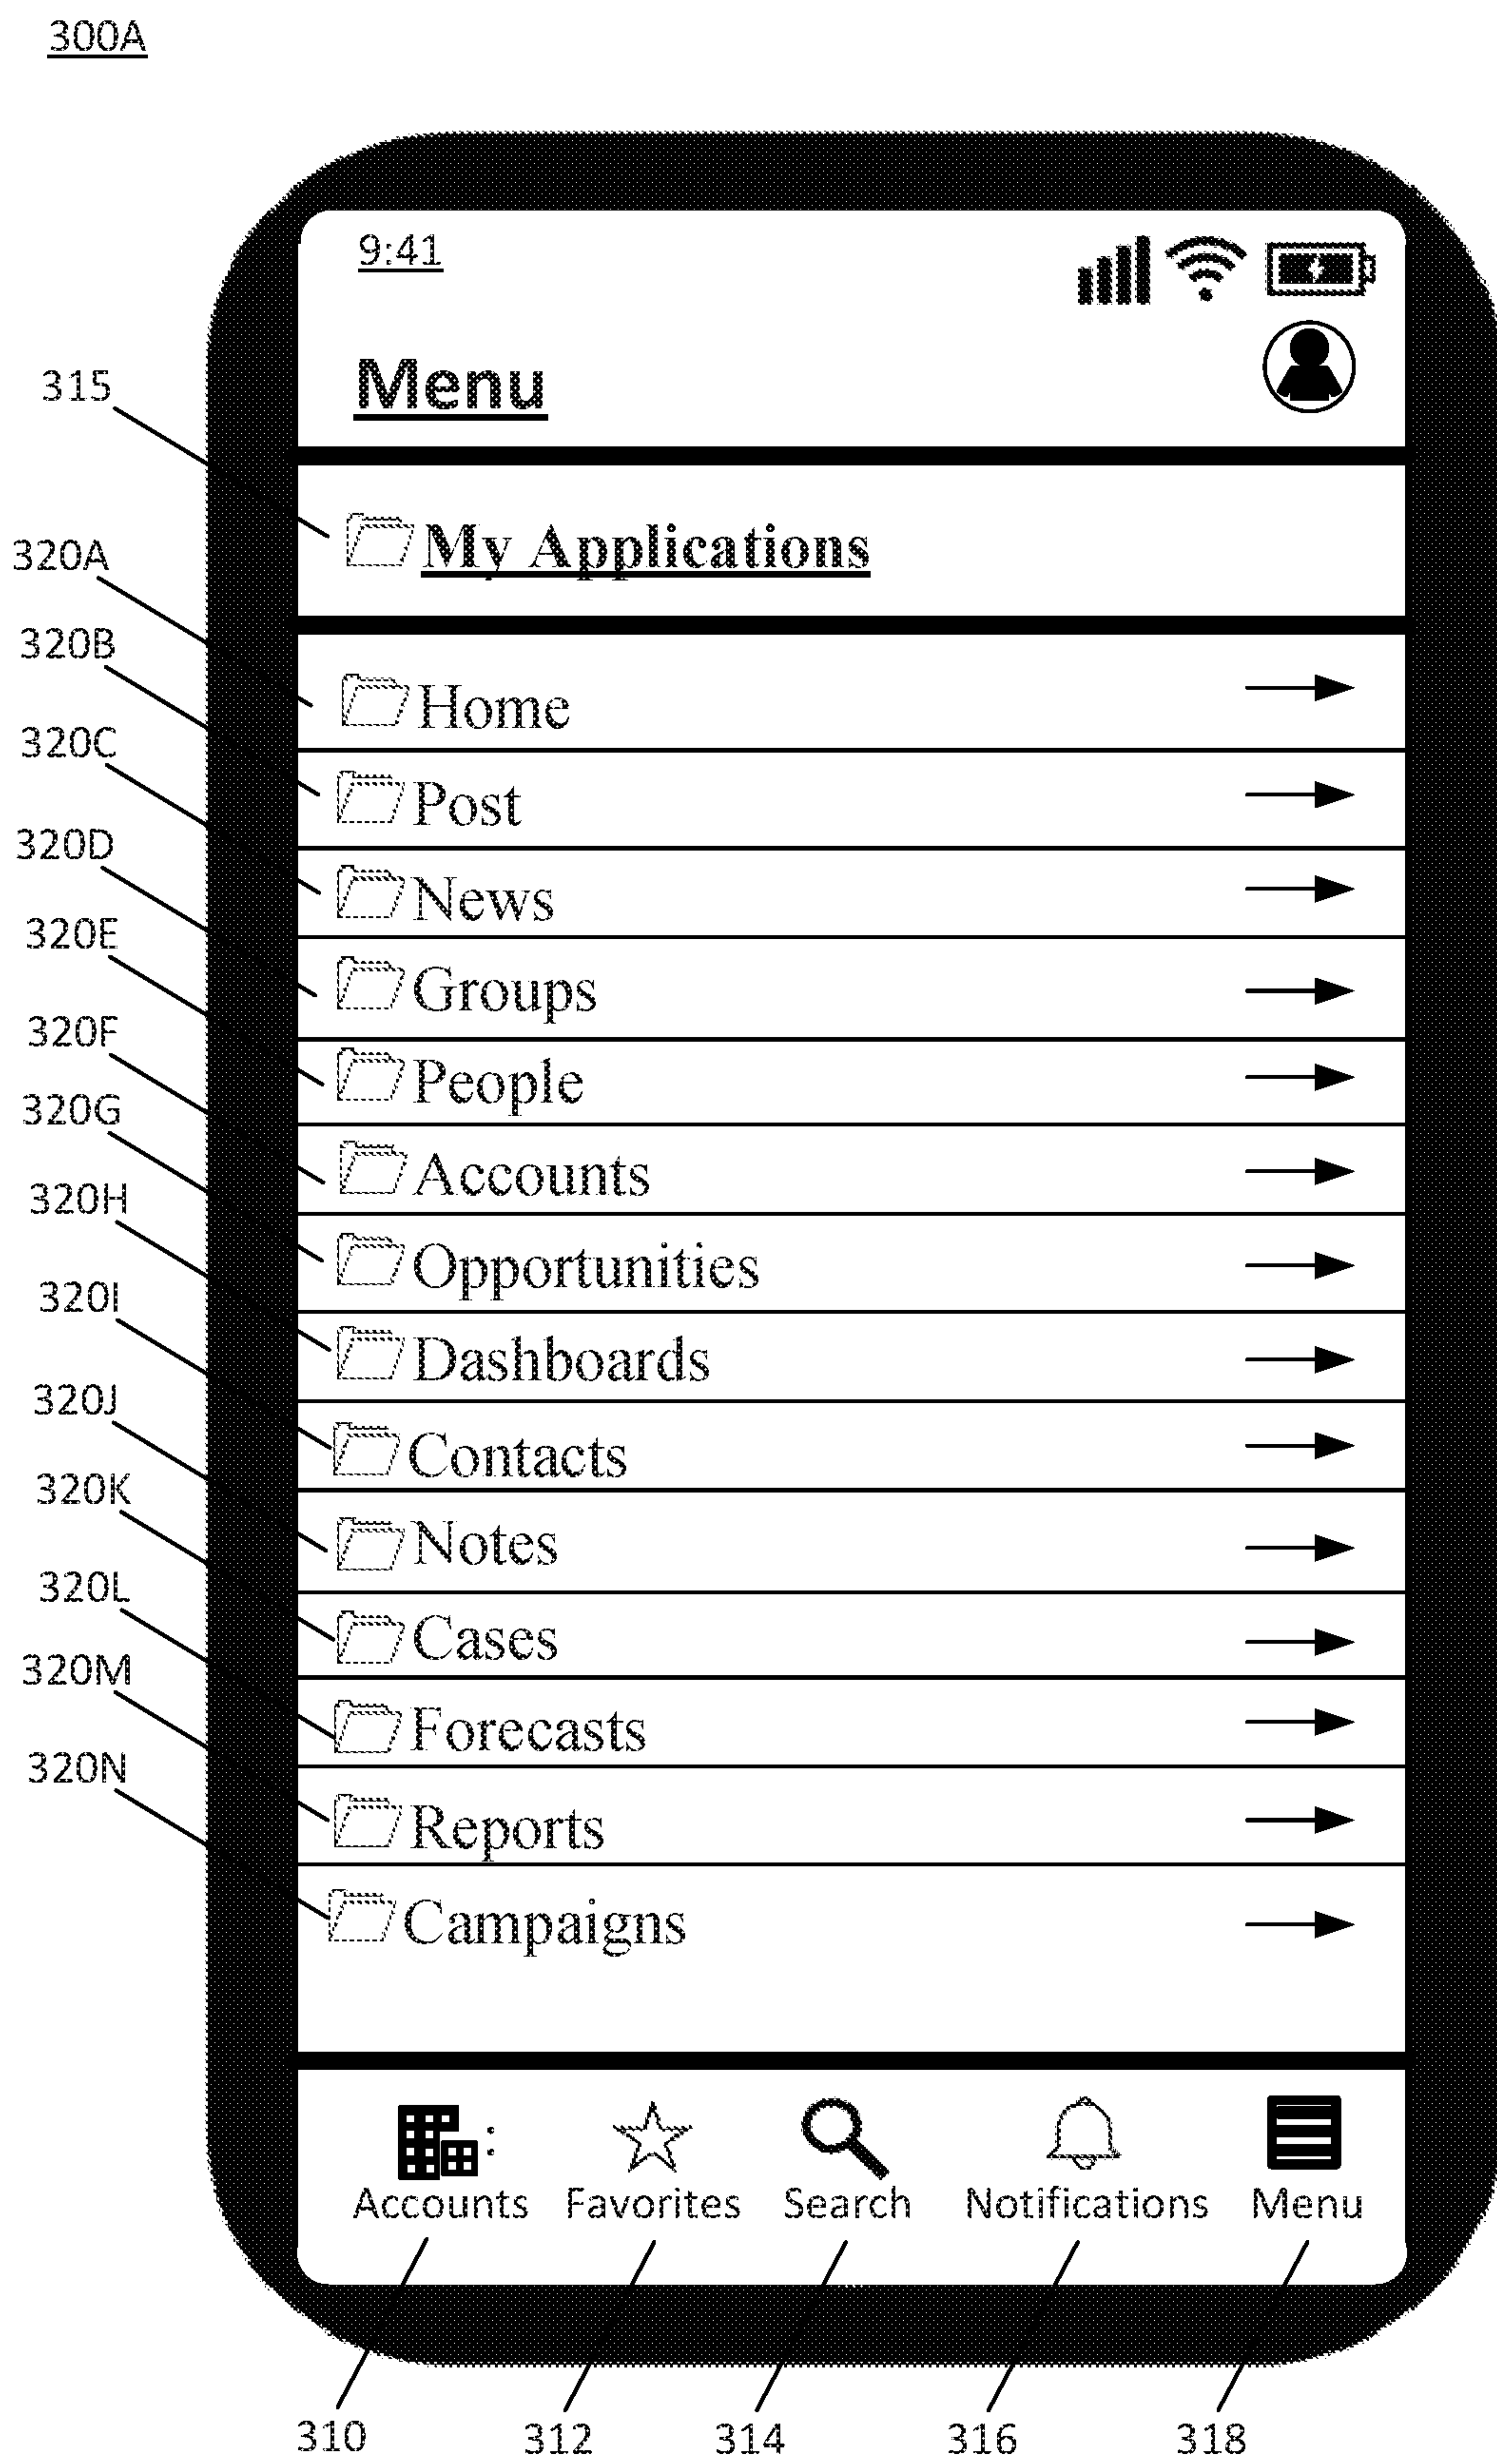 300A
9:41
Menu
315
My Applications
320A
Home
320B
Post
320C
News
320D
Groups
320E
People
320F
Accounts
320G
Opportunities
320H
Dashboards
320I
Contacts
320J
Notes
320K
Cases
320L
Forecasts
320M
Reports
320N
Campaigns
Accounts Favorites Search Notifications Menu
310 312 314 316 318